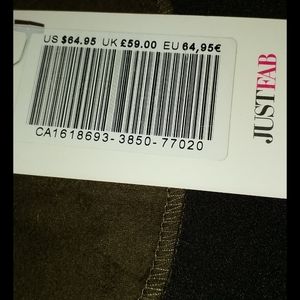 US $64.95 UK £59.00 EU 64,95€
CA1618693-3850-77020
JUSTFAB